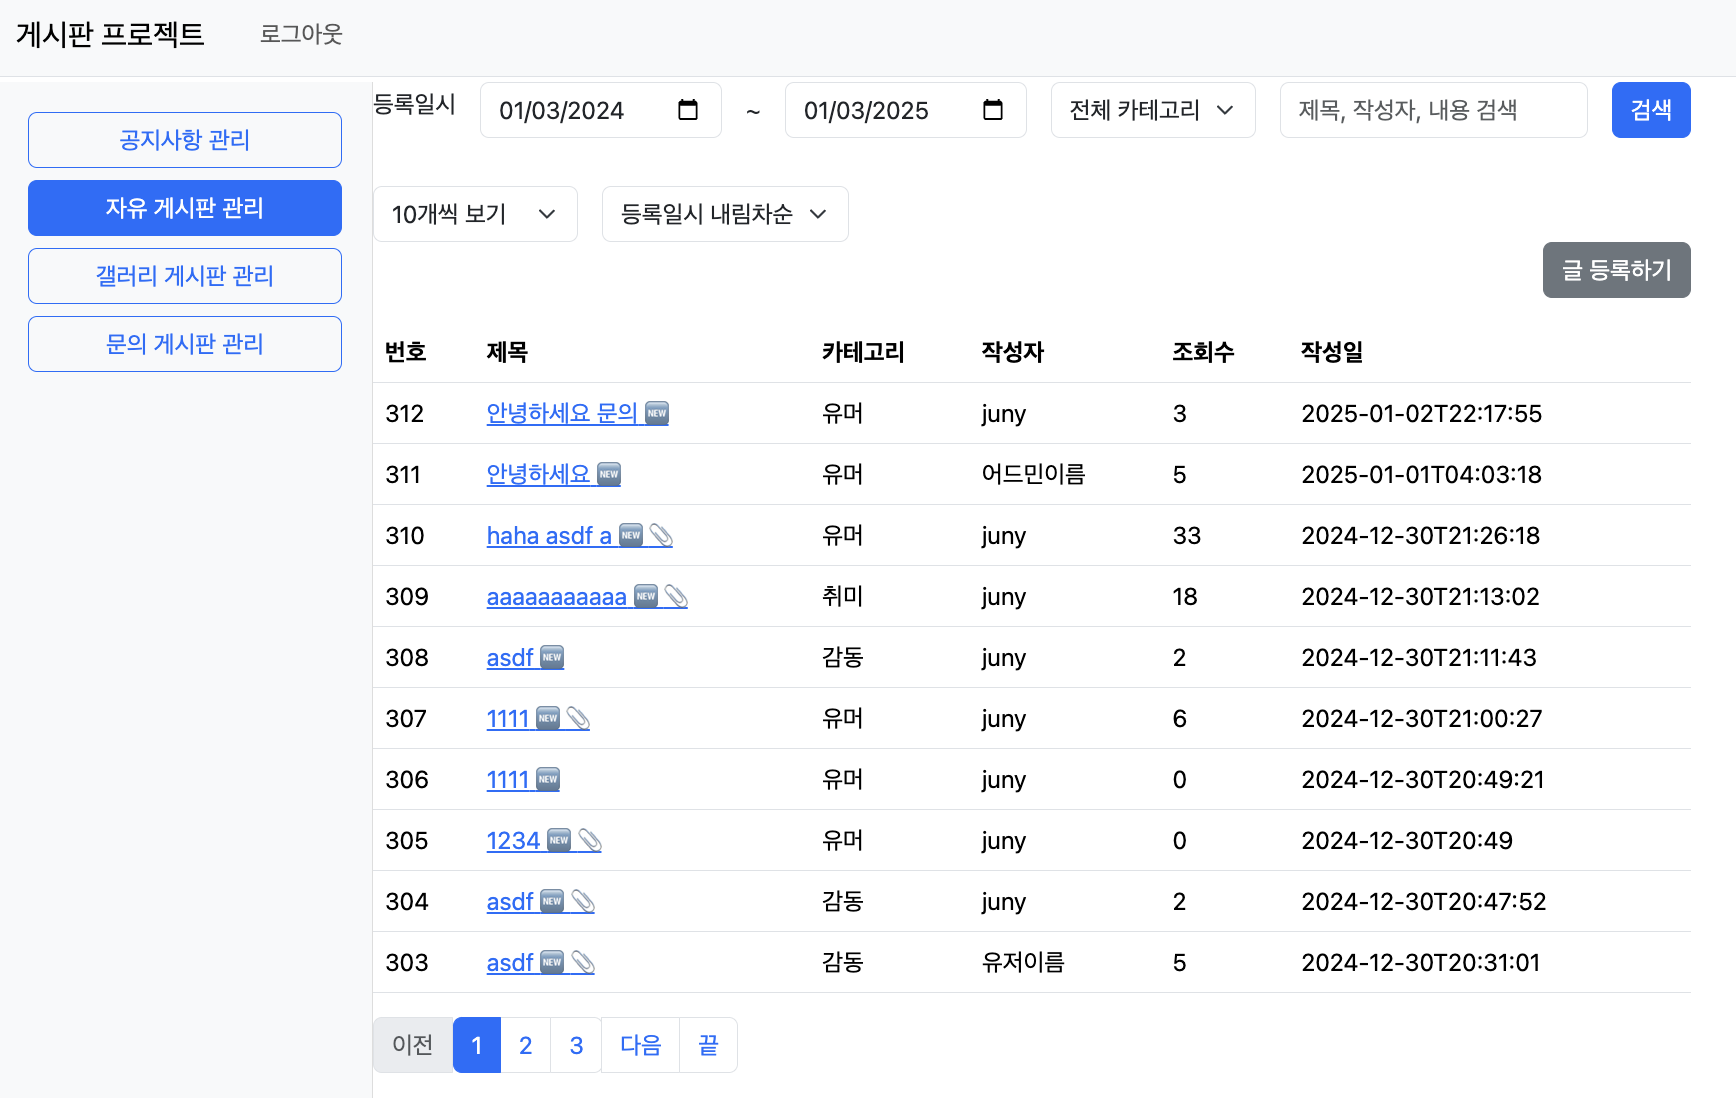 게시판 프로젝트 로그아웃
공지사항 관리
자유 게시판 관리
갤러리 게시판 관리
문의 게시판 관리
등록일시 01/03/2024 ~ 01/03/2025 전체 카테고리 제목, 작성자, 내용 검색 검색
10개씩 보기 등록일시 내림차순
글 등록하기
번호 제목 카테고리 작성자 조회수 작성일
312 안녕하세요 문의 🆕 유머 juny 3 2025-01-02T22:17:55
311 안녕하세요 🆕 유머 어드민이름 5 2025-01-01T04:03:18
310 haha asdf a 🆕 📎 유머 juny 33 2024-12-30T21:26:18
309 aaaaaaaaaaa 🆕 📎 취미 juny 18 2024-12-30T21:13:02
308 asdf 🆕 감동 juny 2 2024-12-30T21:11:43
307 1111 🆕 📎 유머 juny 6 2024-12-30T21:00:27
306 1111 🆕 유머 juny 0 2024-12-30T20:49:21
305 1234 🆕 📎 유머 juny 0 2024-12-30T20:49
304 asdf 🆕 📎 감동 juny 2 2024-12-30T20:47:52
303 asdf 🆕 📎 감동 유저이름 5 2024-12-30T20:31:01
이전 1 2 3 다음 끝